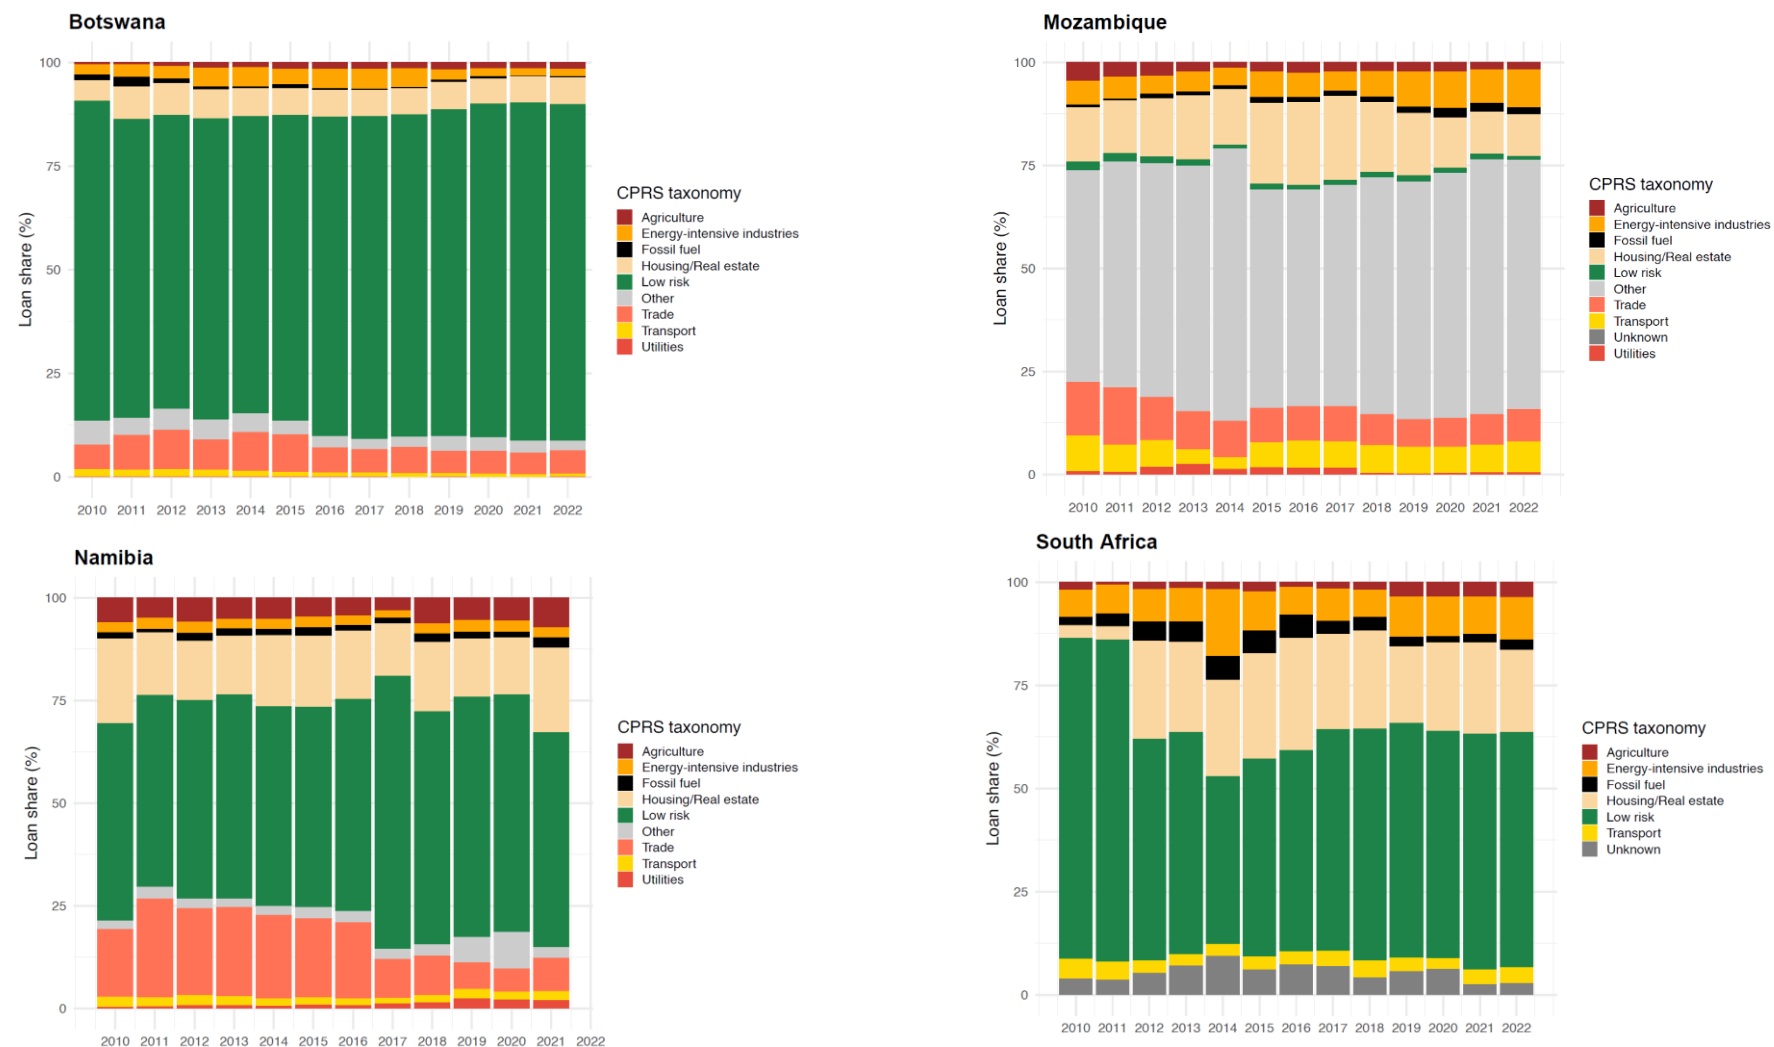 Botswana
100
75
50
25
0
Loan share (%)
2010 2011 2012 2013 2014 2015 2016 2017 2018 2019 2020 2021 2022
CPRS taxonomy
Agriculture
Energy-intensive industries
Fossil fuel
Housing/Real estate
Low risk
Other
Trade
Transport
Utilities
Mozambique
100
75
50
25
0
Loan share (%)
2010 2011 2012 2013 2014 2015 2016 2017 2018 2019 2020 2021 2022
CPRS taxonomy
Agriculture
Energy-intensive industries
Fossil fuel
Housing/Real estate
Low risk
Other
Trade
Transport
Unknown
Utilities
Namibia
100
75
50
25
0
Loan share (%)
2010 2011 2012 2013 2014 2015 2016 2017 2018 2019 2020 2021 2022
CPRS taxonomy
Agriculture
Energy-intensive industries
Fossil fuel
Housing/Real estate
Low risk
Other
Trade
Transport
Utilities
South Africa
100
75
50
25
0
Loan share (%)
2010 2011 2012 2013 2014 2015 2016 2017 2018 2019 2020 2021 2022
CPRS taxonomy
Agriculture
Energy-intensive industries
Fossil fuel
Housing/Real estate
Low risk
Transport
Unknown